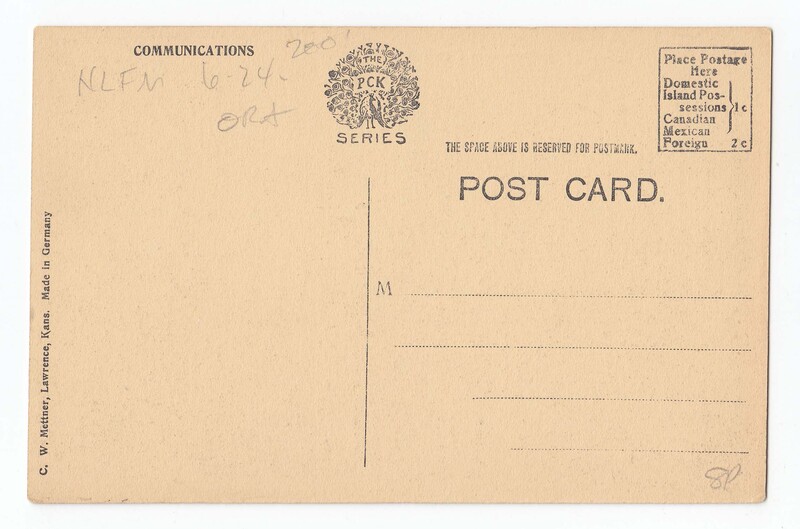 COMMUNICATIONS
200'
NLFM 6-24.
ORA
THE
PCK
SERIES
Place Postage
Here
Domestic
Island Pos-
sessions
Canadian
Mexican
1c
Foreign 2c
THE SPACE ABOVE IS RESERVED FOR POSTMARK.
POST CARD.
M
C. W. Mettner, Lawrence, Kans. Made in Germany